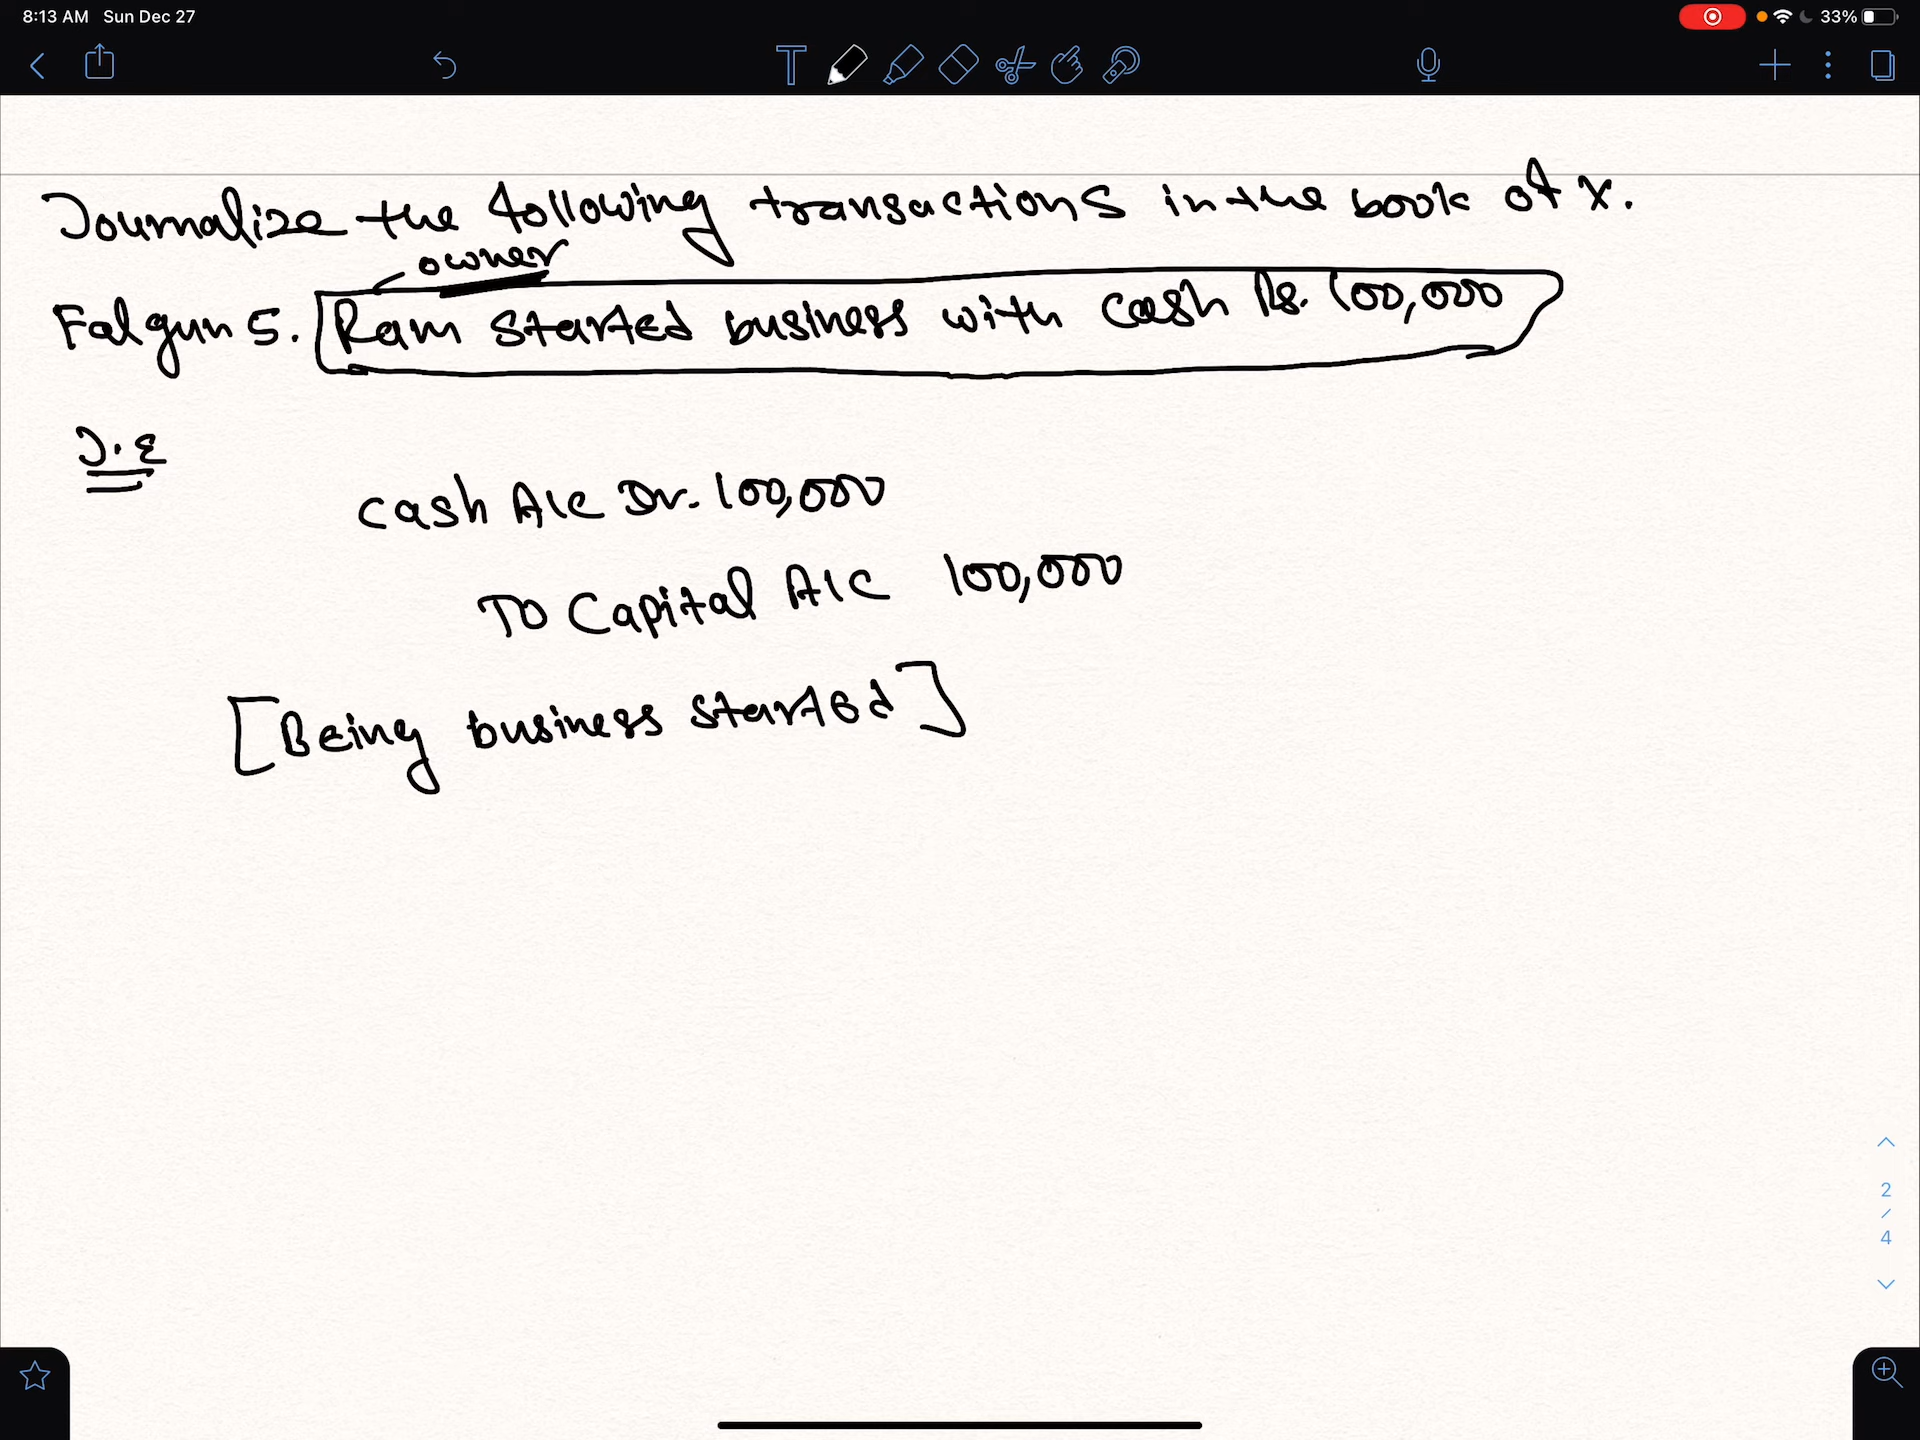 8:13 AM Sun Dec 27 33%
Journalize the following transactions in the book of X.
owner
Falgun 5. Ram started business with cash Rs. 100,000
J.E
Cash A/C Dr. 100,000
To Capital A/C 100,000
[Being business started]
2
/
4